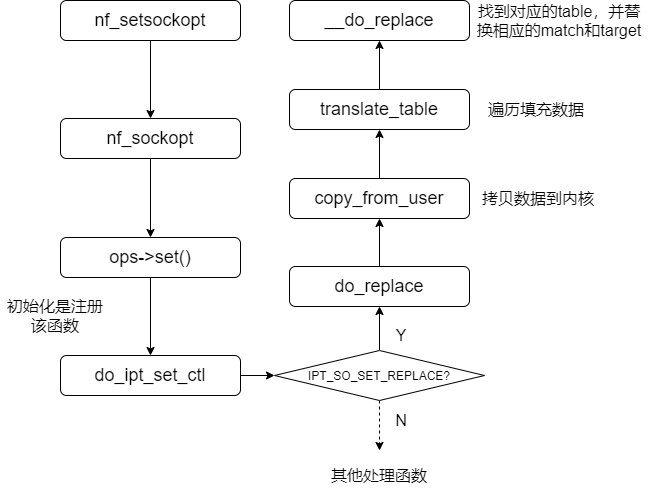 nf_setsockopt
nf_sockopt
ops->set()
初始化是注册
该函数
do_ipt_set_ctl
IPT_SO_SET_REPLACE?
Y
N
其他处理函数
do_replace
copy_from_user
拷贝数据到内核
translate_table
遍历填充数据
__do_replace
找到对应的table，并替
换相应的match和target